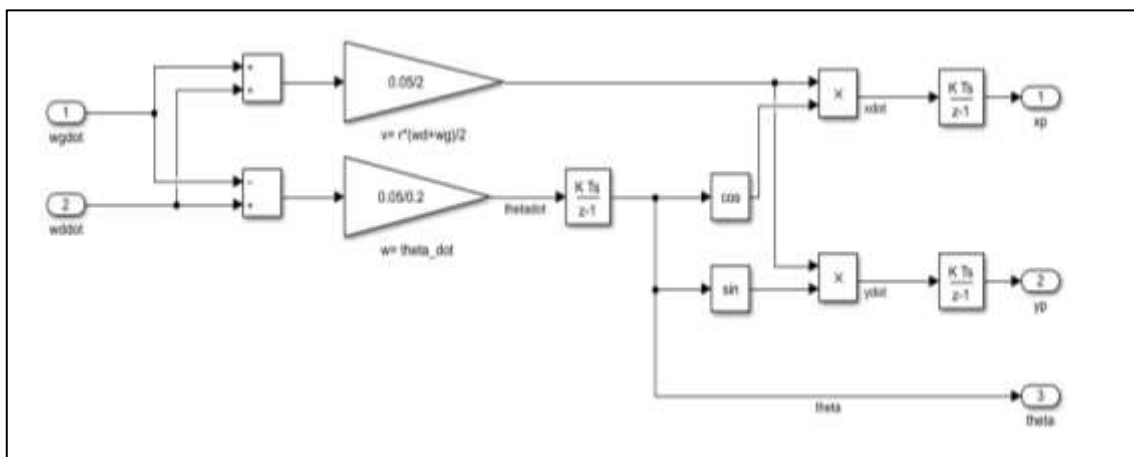 1
wgdot
2
wddot
+
+
-
+
0.05/2
v= r*(wd+wg)/2
0.05/0.2
w= theta_dot
thetadot
K Ts
z-1
cos
sin
×
xdot
K Ts
z-1
1
xp
×
ydot
K Ts
z-1
2
yp
theta
3
theta